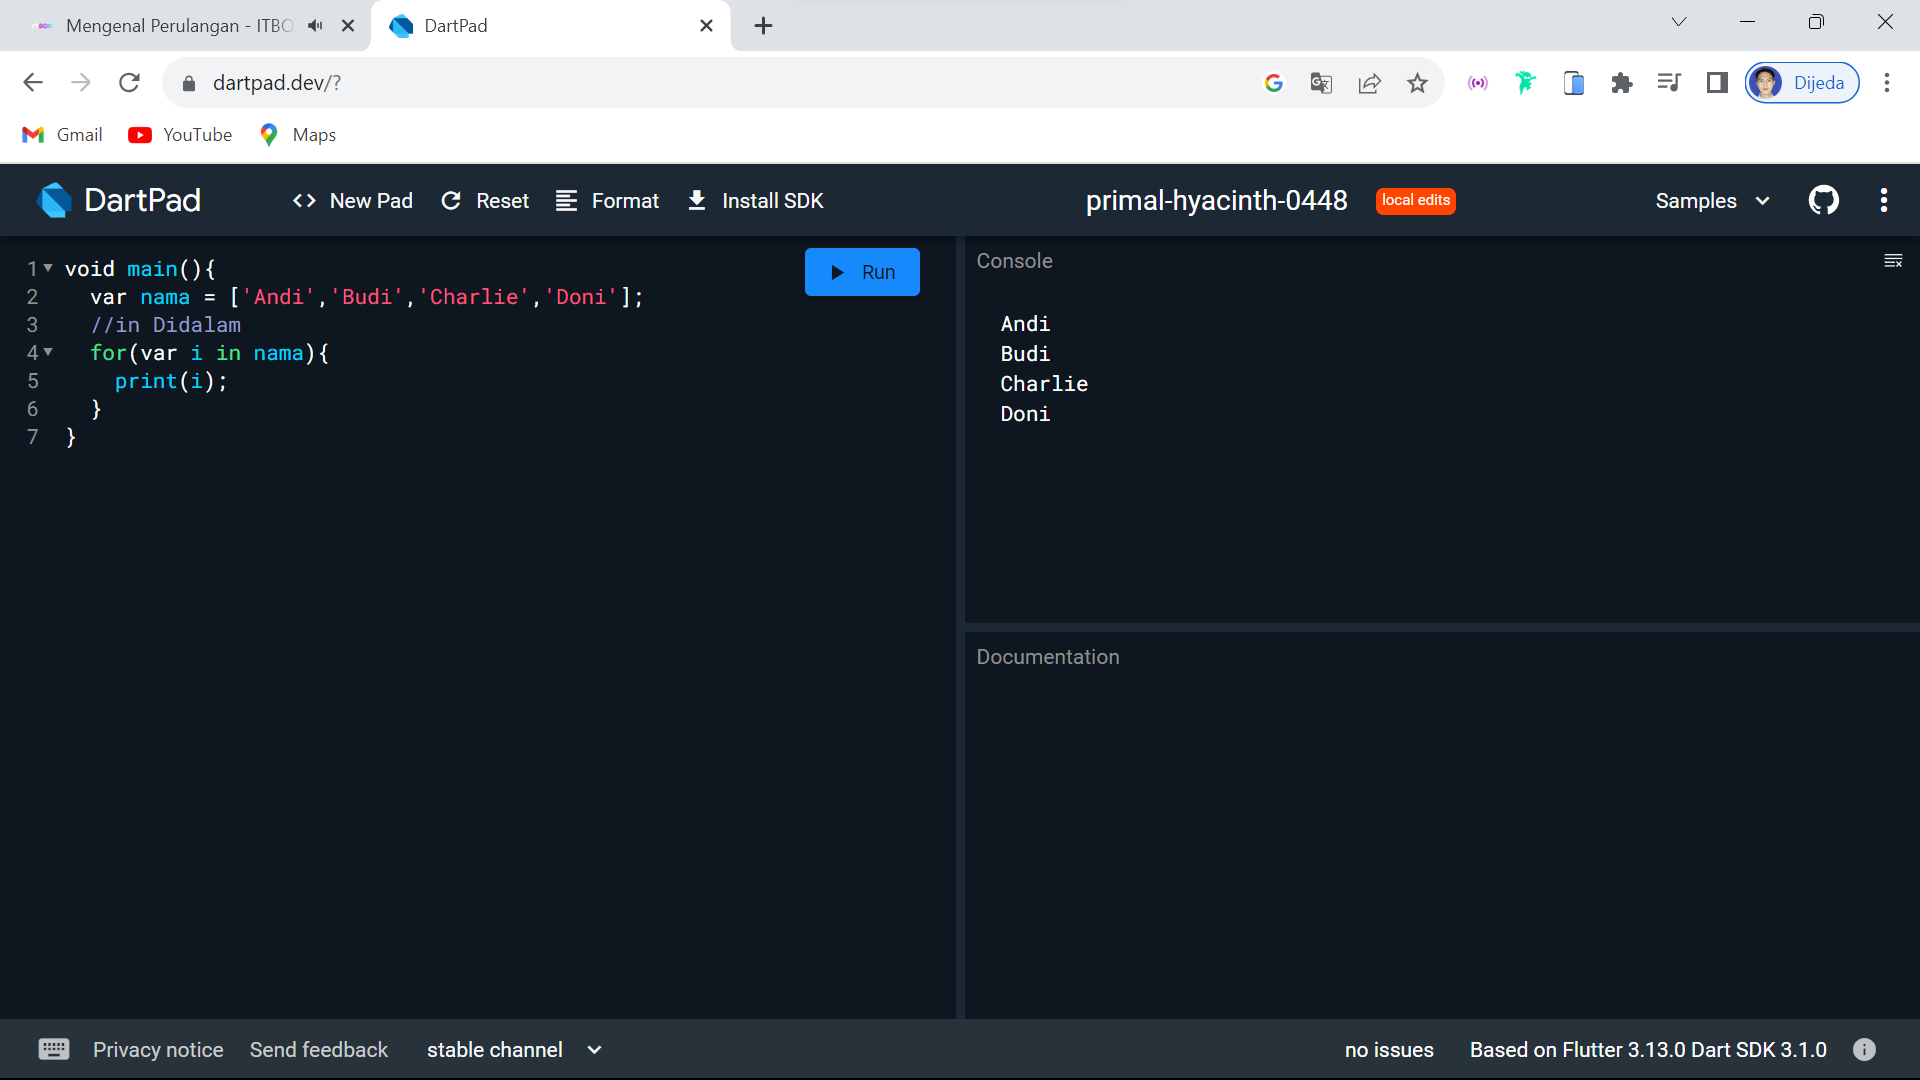 Mengenal Perulangan - ITBO
DartPad
dartpad.dev/?
Dijeda
Gmail
YouTube
Maps
DartPad
New Pad
Reset
Format
Install SDK
primal-hyacinth-0448
local edits
Samples
1 void main(){
2 var nama = ['Andi','Budi','Charlie','Doni'];
3 //in Didalam
4 for(var i in nama){
5 print(i);
6 }
7 }
Run
Console
Andi
Budi
Charlie
Doni
Documentation
Privacy notice
Send feedback
stable channel
no issues
Based on Flutter 3.13.0 Dart SDK 3.1.0